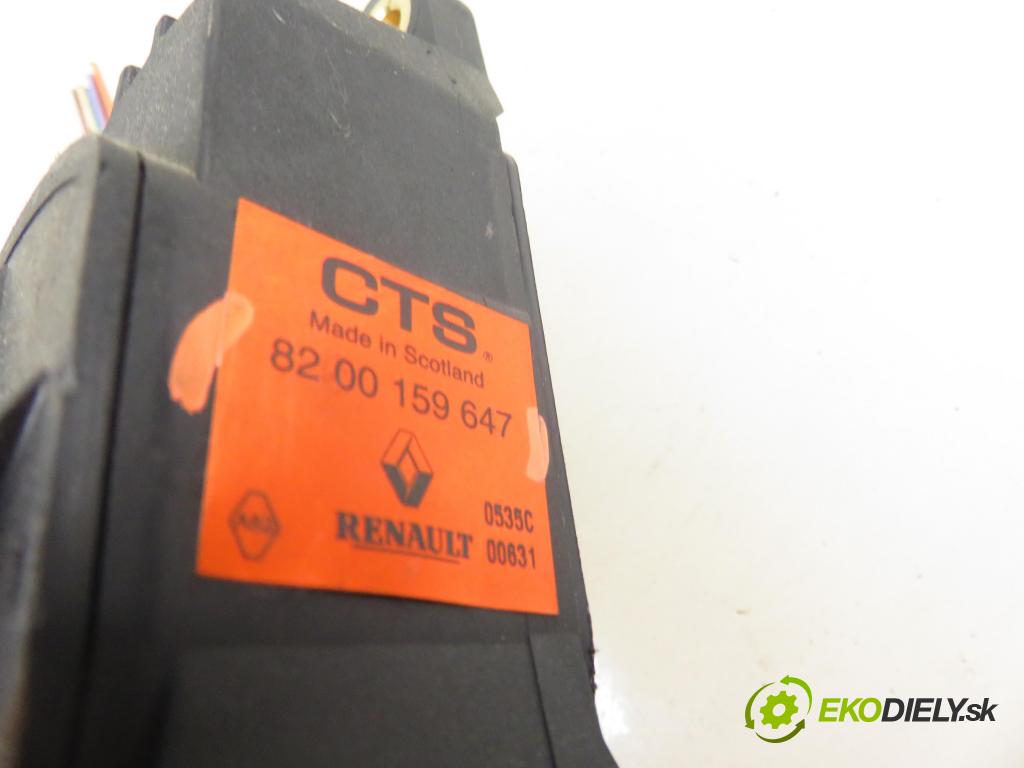 CTS®
Made in Scotland
82 00 159 647
RENAULT
0535C
00631
EKODIELY.sk